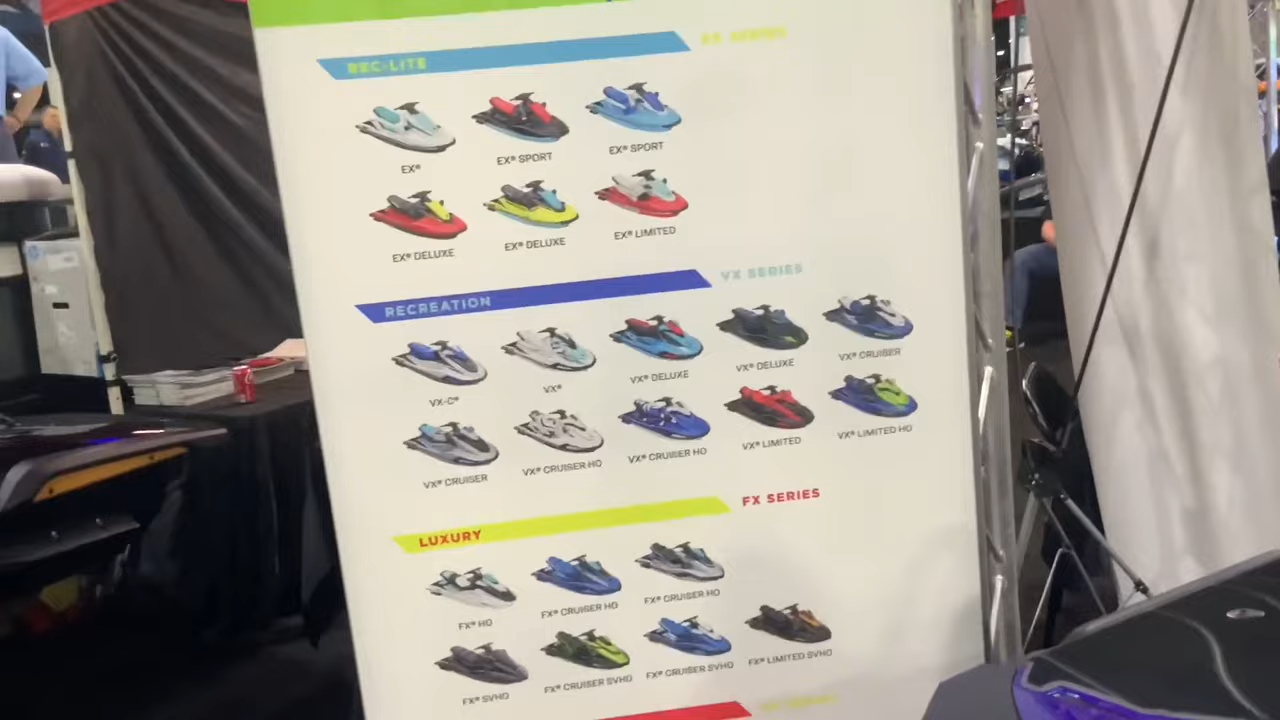 REC-LITE EX SERIES
EX® EX® SPORT EX® SPORT
EX® DELUXE EX® DELUXE EX® LIMITED
RECREATION VX SERIES
VX-C® VX® VX® DELUXE VX® DELUXE VX® CRUISER
VX® CRUISER VX® CRUISER HO VX® CRUISER HO VX® LIMITED VX® LIMITED HO
LUXURY FX SERIES
FX® HO FX® CRUISER HO FX® CRUISER HO
FX® SVHO FX® CRUISER SVHO FX® CRUISER SVHO FX® LIMITED SVHO